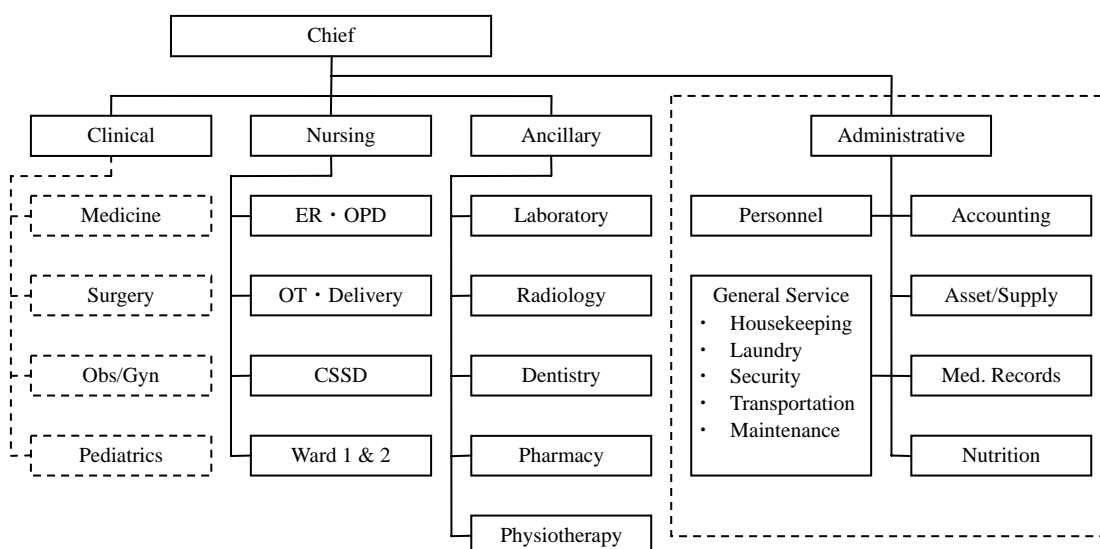 Chief
Clinical
Nursing
Ancillary
Administrative
Medicine
ER・OPD
Laboratory
Personnel
Accounting
Surgery
OT・Delivery
Radiology
General Service
・ Housekeeping
・ Laundry
・ Security
・ Transportation
・ Maintenance
Asset/Supply
Obs/Gyn
CSSD
Dentistry
Med. Records
Pediatrics
Ward 1 & 2
Pharmacy
Nutrition
Physiotherapy